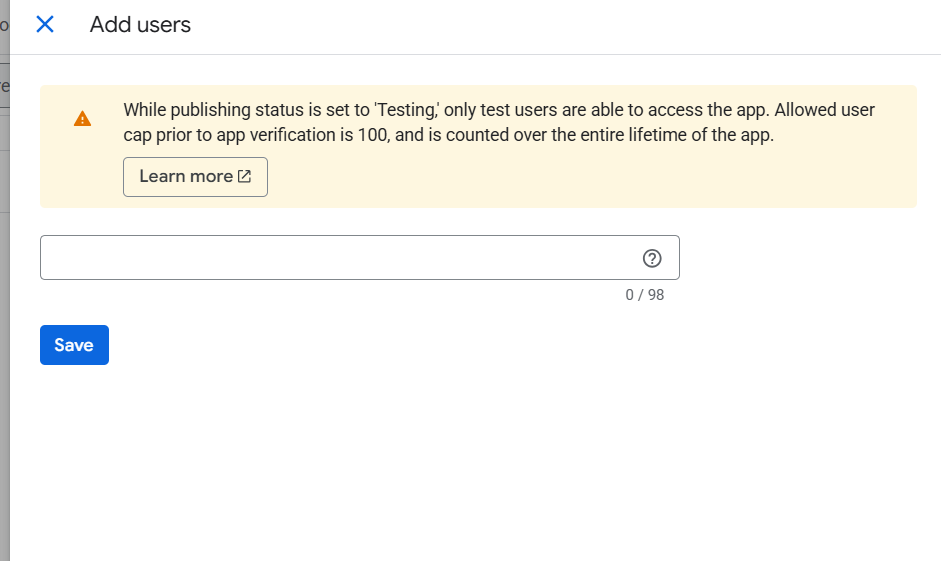 Add users
While publishing status is set to 'Testing,' only test users are able to access the app. Allowed user
cap prior to app verification is 100, and is counted over the entire lifetime of the app.
Learn more
0 / 98
Save